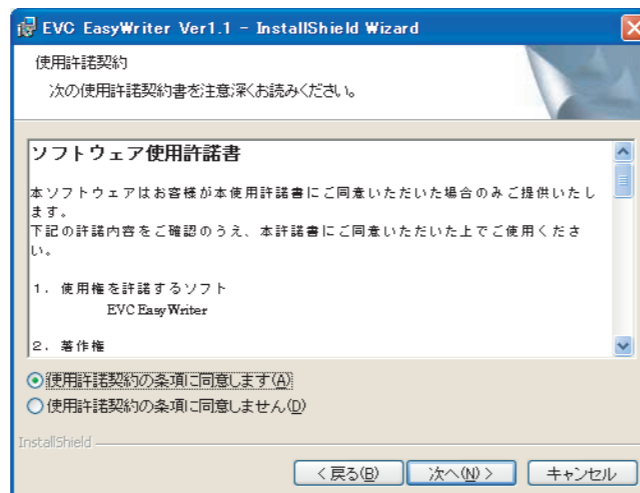 EVC EasyWriter Ver1.1 - InstallShield Wizard
使用許諾契約
次の使用許諾契約書を注意深くお読みください。
ソフトウェア使用許諾書
本ソフトウェアはお客様が本使用許諾書にご同意いただいた場合のみご提供いたし
ます。
下記の許諾内容をご確認のうえ、本許諾書にご同意いただいた上でご使用くださ
い。
1. 使用権を許諾するソフト
EVC EasyWriter
2. 著作権
使用許諾契約の条項に同意します(A)
使用許諾契約の条項に同意しません(D)
InstallShield
< 戻る(B)
次へ(N) >
キャンセル